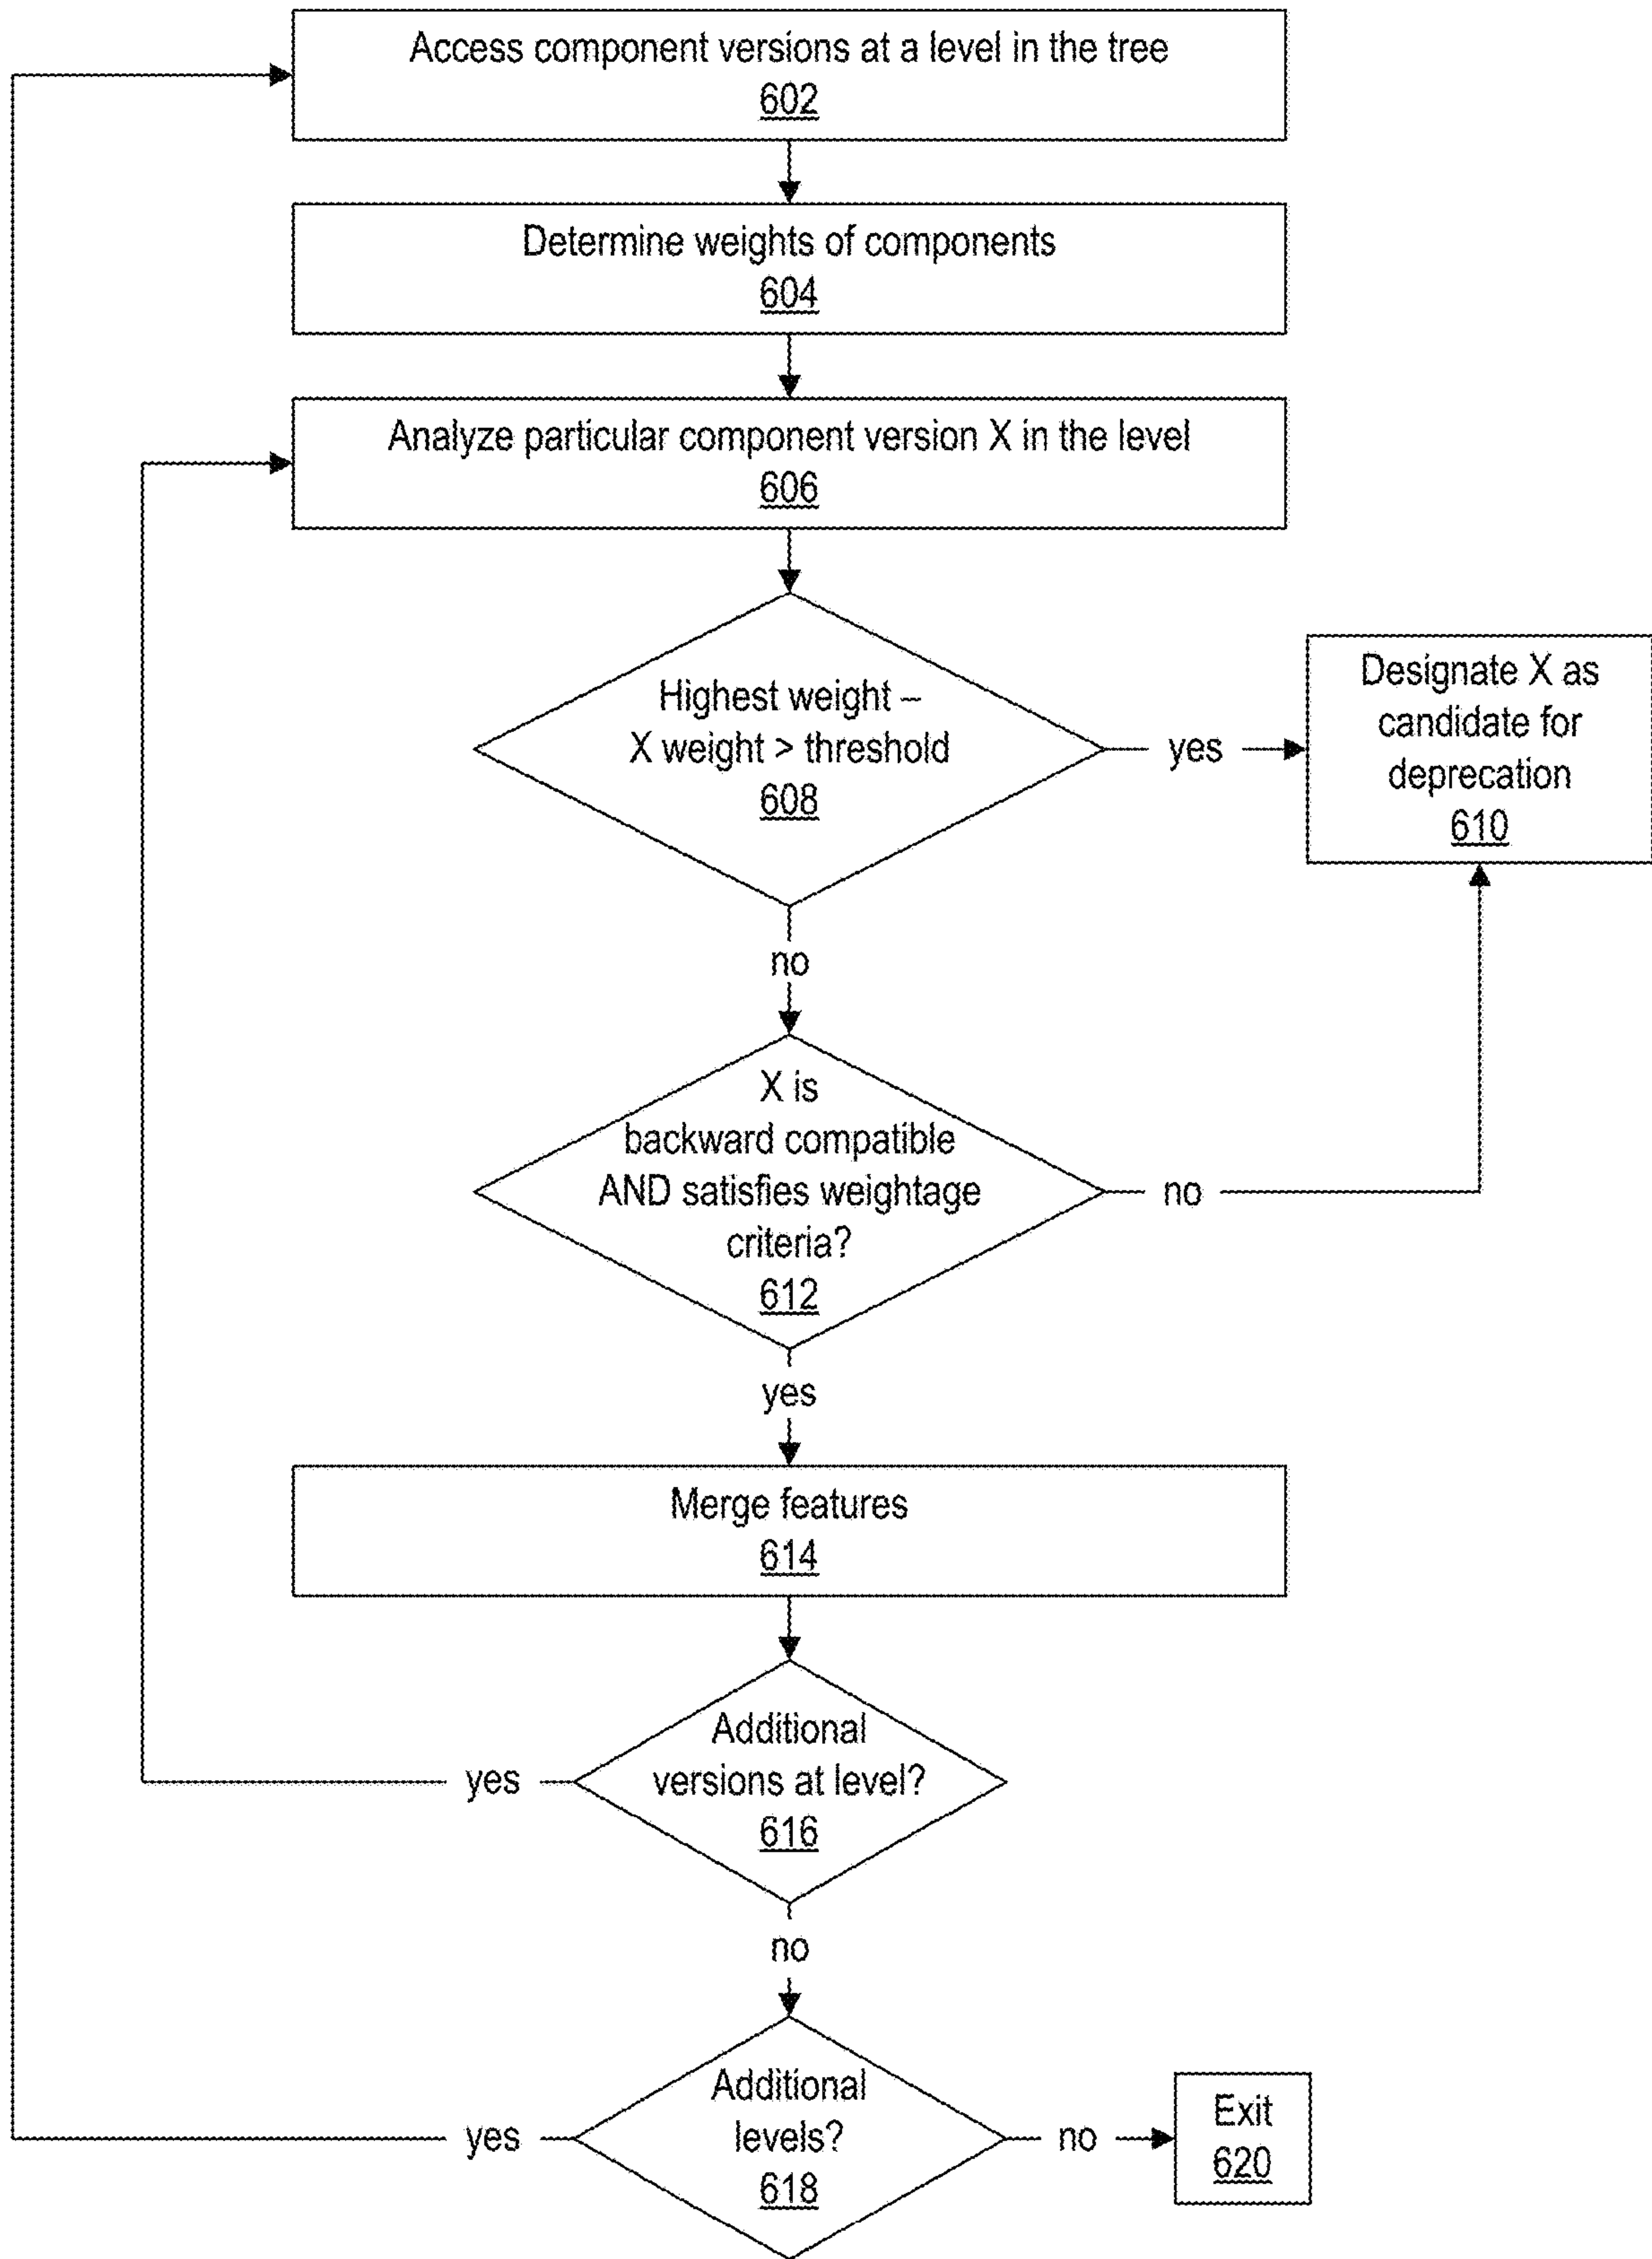 Access component versions at a level in the tree
602
Determine weights of components
604
Analyze particular component version X in the level
606
Highest weight –
X weight > threshold
608
yes
Designate X as
candidate for
deprecation
610
no
X is
backward compatible
AND satisfies weightage
criteria?
612
no
yes
Merge features
614
Additional
versions at level?
616
yes
no
Additional
levels?
618
yes
no
Exit
620